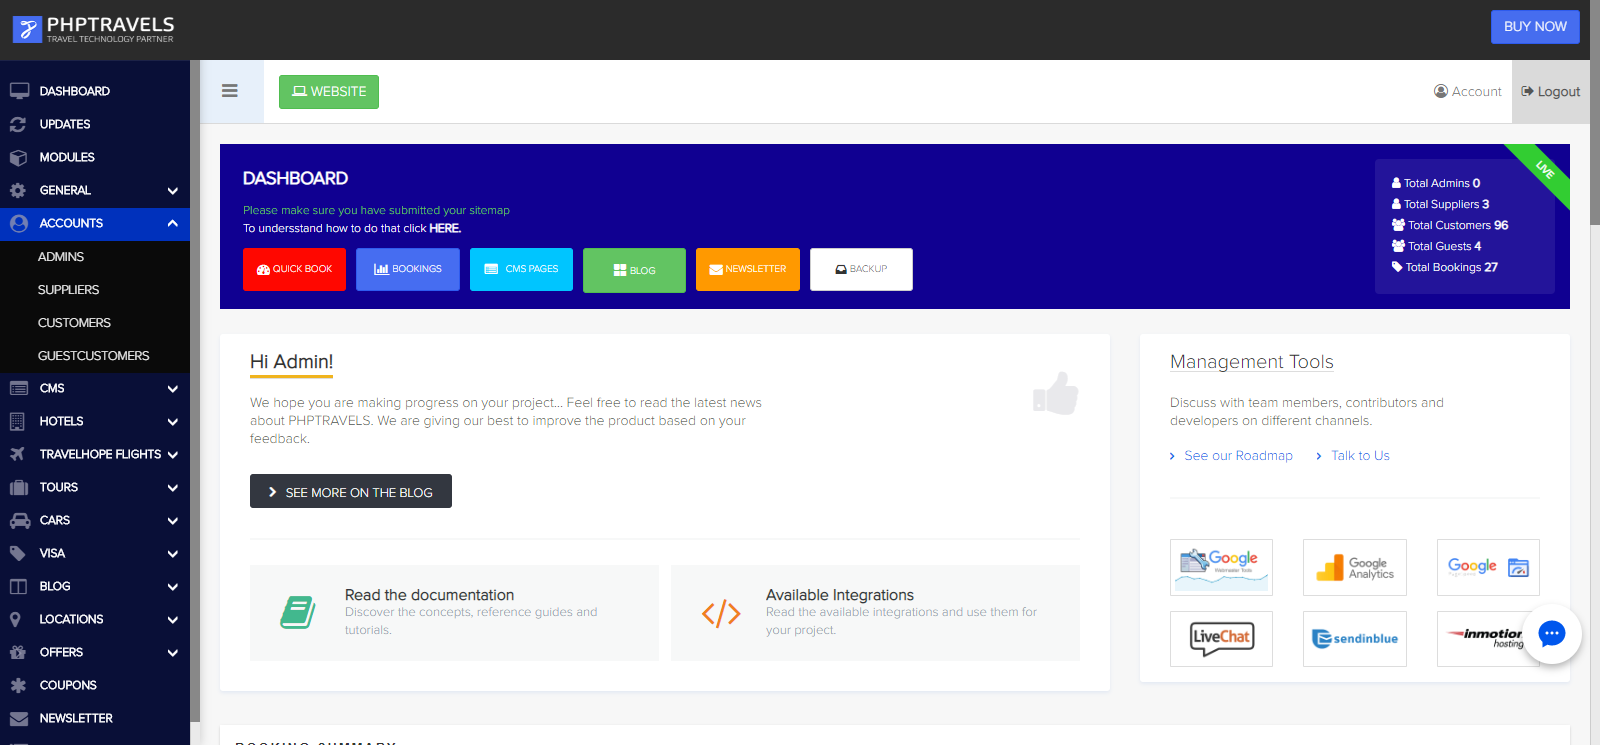 PHPTRAVELS
TRAVEL TECHNOLOGY PARTNER
BUY NOW
DASHBOARD
UPDATES
MODULES
GENERAL
ACCOUNTS
ADMINS
SUPPLIERS
CUSTOMERS
GUESTCUSTOMERS
CMS
HOTELS
TRAVELHOPE FLIGHTS
TOURS
CARS
VISA
BLOG
LOCATIONS
OFFERS
COUPONS
NEWSLETTER
WEBSITE
Account
Logout
DASHBOARD
Please make sure you have submitted your sitemap
To undersstand how to do that click HERE.
QUICK BOOK
BOOKINGS
CMS PAGES
BLOG
NEWSLETTER
BACKUP
LIVE
Total Admins 0
Total Suppliers 3
Total Customers 96
Total Guests 4
Total Bookings 27
Hi Admin!
We hope you are making progress on your project... Feel free to read the latest news
about PHPTRAVELS. We are giving our best to improve the product based on your
feedback.
SEE MORE ON THE BLOG
Read the documentation
Discover the concepts, reference guides and
tutorials.
Available Integrations
Read the available integrations and use them for
your project.
Management Tools
Discuss with team members, contributors and
developers on different channels.
See our Roadmap
Talk to Us
Google
Webmaster Tools
Google
Analytics
Google
LiveChat
sendinblue
inmotion
hosting
BOOKING SUMMARY